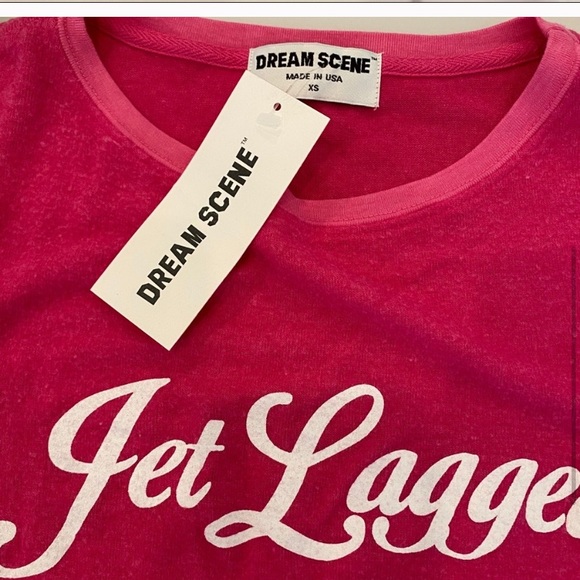 DREAM SCENE™
MADE IN USA
XS
DREAM SCENE™
Jet Lagge